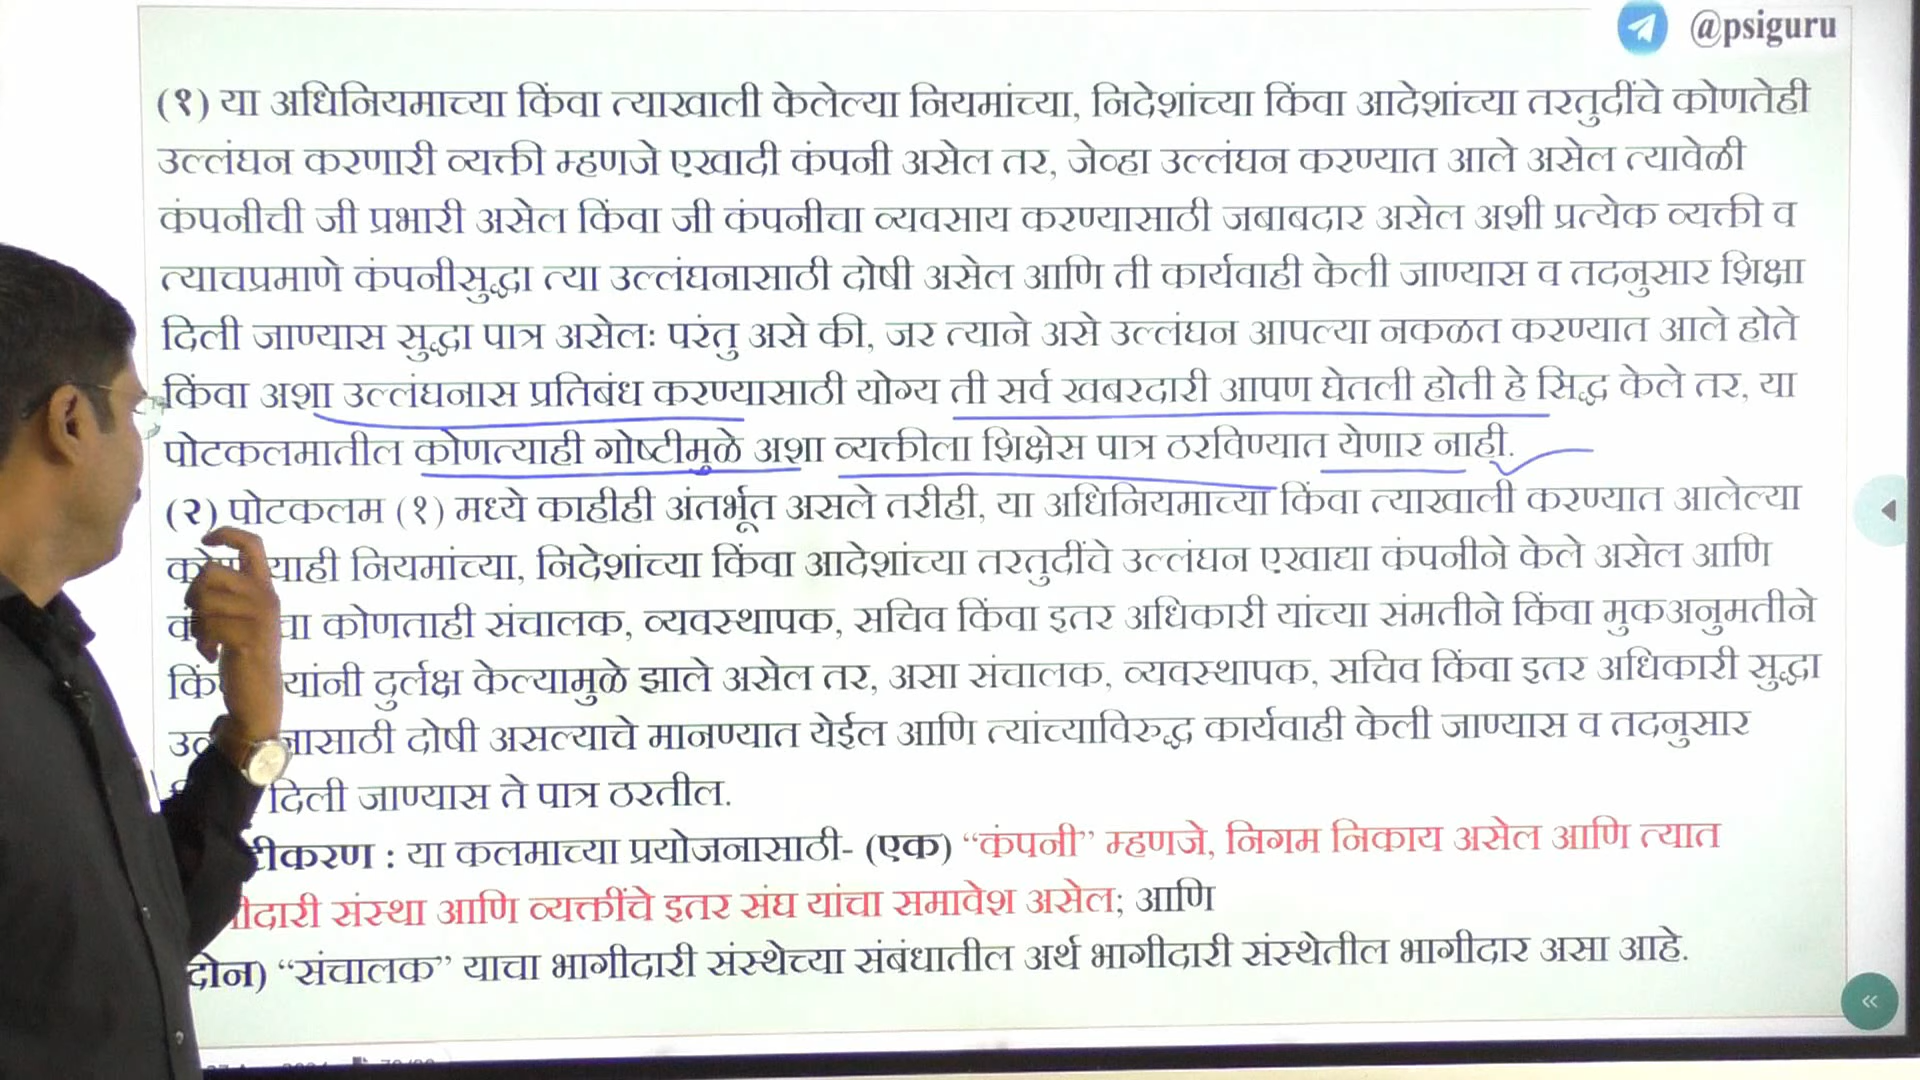 @psiguru
(१) या अधिनियमाच्या किंवा त्याखाली केलेल्या नियमांच्या, निदेशांच्या किंवा आदेशांच्या तरतुदींचे कोणतेही
उल्लंघन करणारी व्यक्ती म्हणजे एखादी कंपनी असेल तर, जेव्हा उल्लंघन करण्यात आले असेल त्यावेळी
कंपनीची जी प्रभारी असेल किंवा जी कंपनीचा व्यवसाय करण्यासाठी जबाबदार असेल अशी प्रत्येक व्यक्ती व
त्याचप्रमाणे कंपनीसुद्धा त्या उल्लंघनासाठी दोषी असेल आणि ती कार्यवाही केली जाण्यास व तदनुसार शिक्षा
दिली जाण्यास सुद्धा पात्र असेलः परंतु असे की, जर त्याने असे उल्लंघन आपल्या नकळत करण्यात आले होते
किंवा अशा उल्लंघनास प्रतिबंध करण्यासाठी योग्य ती सर्व खबरदारी आपण घेतली होती हे सिद्ध केले तर, या
पोटकलमातील कोणत्याही गोष्टीमुळे अशा व्यक्तीला शिक्षेस पात्र ठरविण्यात येणार नाही.
(२) पोटकलम (१) मध्ये काहीही अंतर्भूत असले तरीही, या अधिनियमाच्या किंवा त्याखाली करण्यात आलेल्या
नियमांच्या, निदेशांच्या किंवा आदेशांच्या तरतुदींचे उल्लंघन एखाद्या कंपनीने केले असेल आणि
कोणताही संचालक, व्यवस्थापक, सचिव किंवा इतर अधिकारी यांच्या संमतीने किंवा मुकअनुमतीने
दुर्लक्ष केल्यामुळे झाले असेल तर, असा संचालक, व्यवस्थापक, सचिव किंवा इतर अधिकारी सुद्धा
दोषी असल्याचे मानण्यात येईल आणि त्यांच्याविरुद्ध कार्यवाही केली जाण्यास व तदनुसार
दिली जाण्यास ते पात्र ठरतील.
: या कलमाच्या प्रयोजनासाठी- (एक) “कंपनी” म्हणजे, निगम निकाय असेल आणि त्यात
संस्था आणि व्यक्तींचे इतर संघ यांचा समावेश असेल; आणि
दोन) “संचालक” याचा भागीदारी संस्थेच्या संबंधातील अर्थ भागीदारी संस्थेतील भागीदार असा आहे.